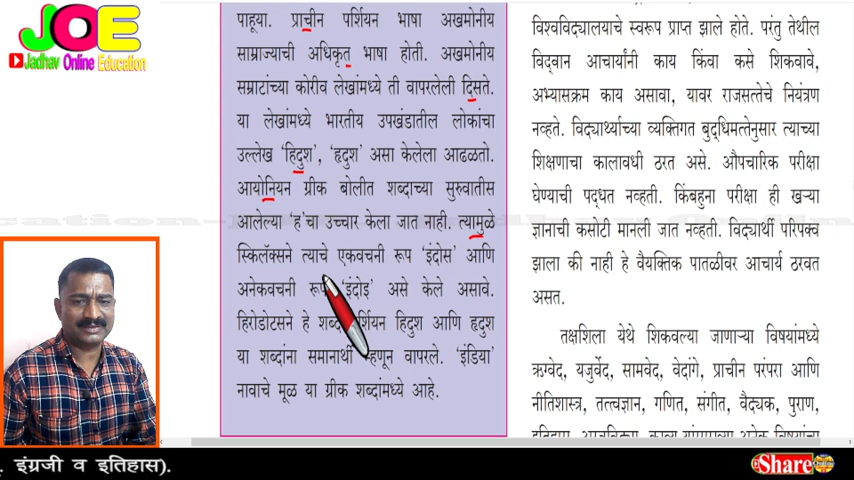 JOE
Jadhav Online Education
पाहूया. प्राचीन पर्शियन भाषा अखमोनीय
साम्राज्याची अधिकृत भाषा होती. अखमोनीय
सम्राटांच्या कोरीव लेखांमध्ये ती वापरलेली दिसते.
या लेखांमध्ये भारतीय उपखंडातील लोकांचा
उल्लेख ‘हिदुश’, ‘हृदुश’ असा केलेला आढळतो.
आयोनियन ग्रीक बोलीत शब्दाच्या सुरुवातीस
आलेल्या ‘ह’चा उच्चार केला जात नाही. त्यामुळे
स्किलॅक्सने त्याचे एकवचनी रूप ‘इंदोस’ आणि
अनेकवचनी रूप ‘इंदोइ’ असे केले असावे.
हिरोडोटसने हे पर्शियन हिदुश आणि हृदुश
या शब्दांना समानार्थी म्हणून वापरले. ‘इंडिया’
नावाचे मूळ या ग्रीक शब्दांमध्ये आहे.
विश्वविद्यालयाचे स्वरूप प्राप्त झाले होते. परंतु तेथील
विद्वान आचार्यांनी काय किंवा कसे शिकवावे,
अभ्यासक्रम काय असावा, यावर राजसत्तेचे नियंत्रण
नव्हते. विद्यार्थ्याच्या व्यक्तिगत बुद्धिमत्तेनुसार त्याच्या
शिक्षणाचा कालावधी ठरत असे. औपचारिक परीक्षा
घेण्याची पद्धत नव्हती. किंबहुना परीक्षा ही खऱ्या
ज्ञानाची कसोटी मानली जात नव्हती. विद्यार्थी परिपक्व
झाला की नाही हे वैयक्तिक पातळीवर आचार्य ठरवत
असत.
तक्षशिला येथे शिकवल्या जाणाऱ्या विषयांमध्ये
ऋग्वेद, यजुर्वेद, सामवेद, वेदांगे, प्राचीन परंपरा आणि
नीतिशास्त्र, तत्त्वज्ञान, गणित, संगीत, वैद्यक, पुराण,
इंग्रजी व इतिहास).
Share